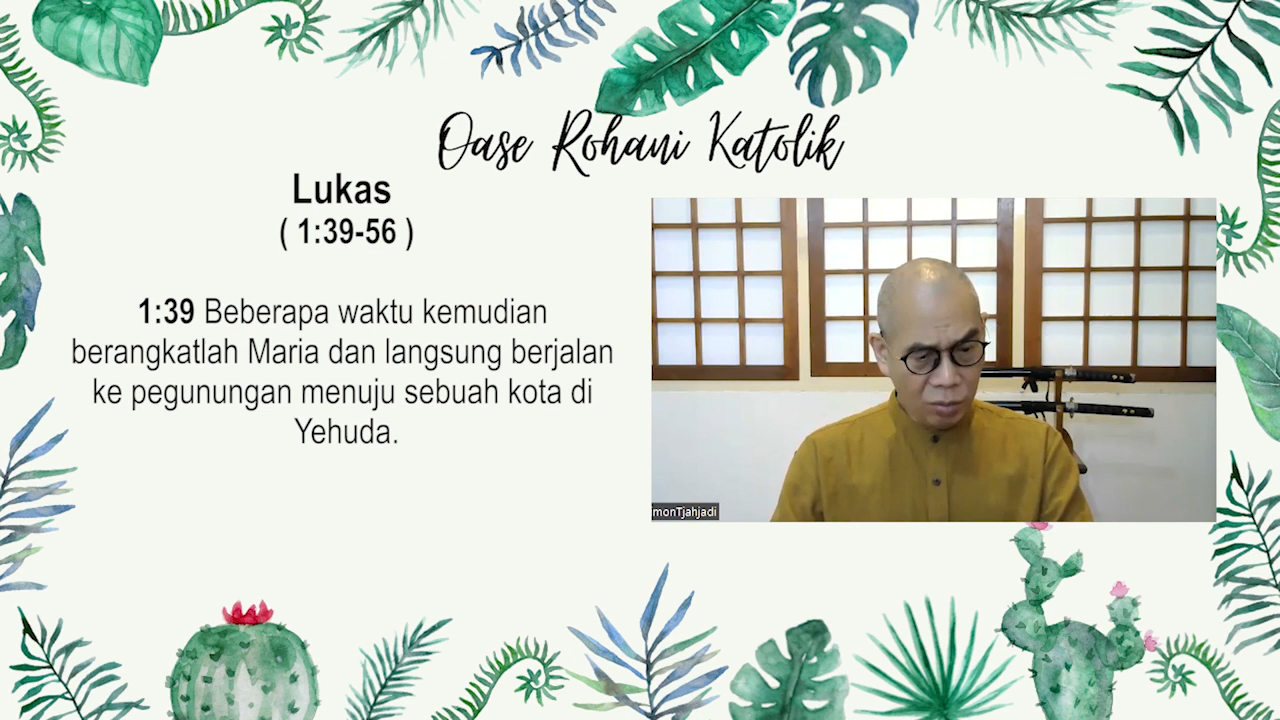 Oase Rohani Katolik
Lukas
( 1:39-56 )
1:39 Beberapa waktu kemudian
berangkatlah Maria dan langsung berjalan
ke pegunungan menuju sebuah kota di
Yehuda.
monTjahjadi